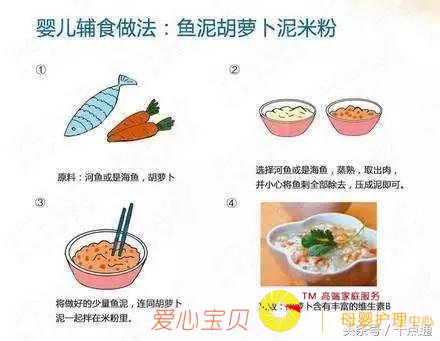 婴儿辅食做法：鱼泥胡萝卜泥米粉
①
②
原料：河鱼或是海鱼，胡萝卜
选择河鱼或是海鱼，蒸熟，取出肉，
并小心将鱼刺全部除去，压成泥即可。
③
④
将做好的少量鱼泥，连同胡萝卜
泥一起拌在米粉里。
TM 高端家庭服务
萝卜含有丰富的维生素B
爱心宝贝
母婴护理中心
头条号 / 十点通